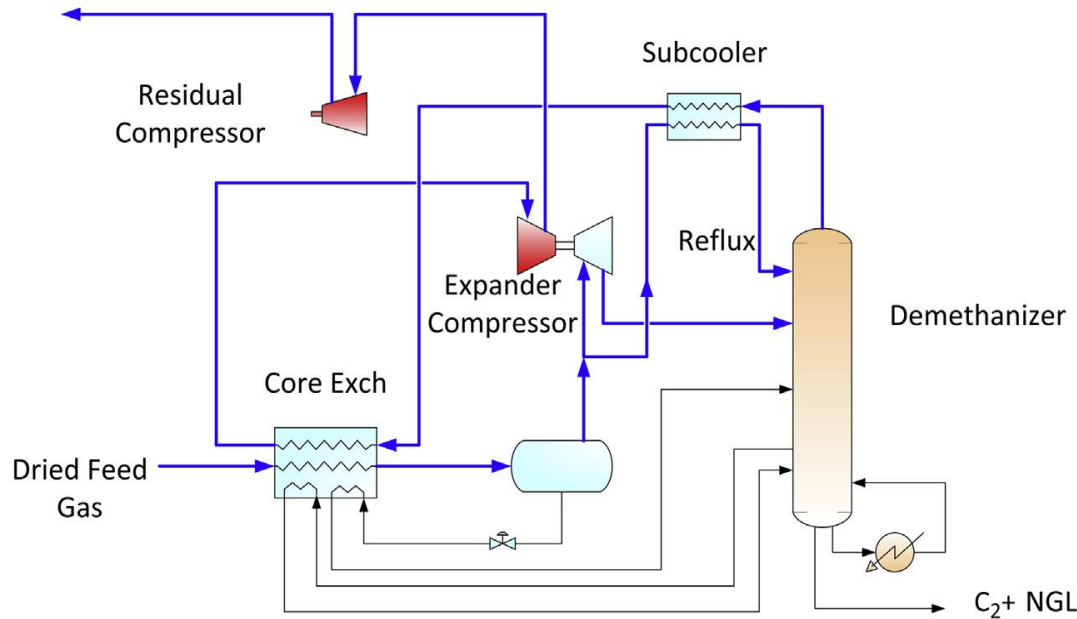 Subcooler
Residual
Compressor
Reflux
Expander
Compressor
Demethanizer
Core Exch
Dried Feed
Gas
C₂+ NGL